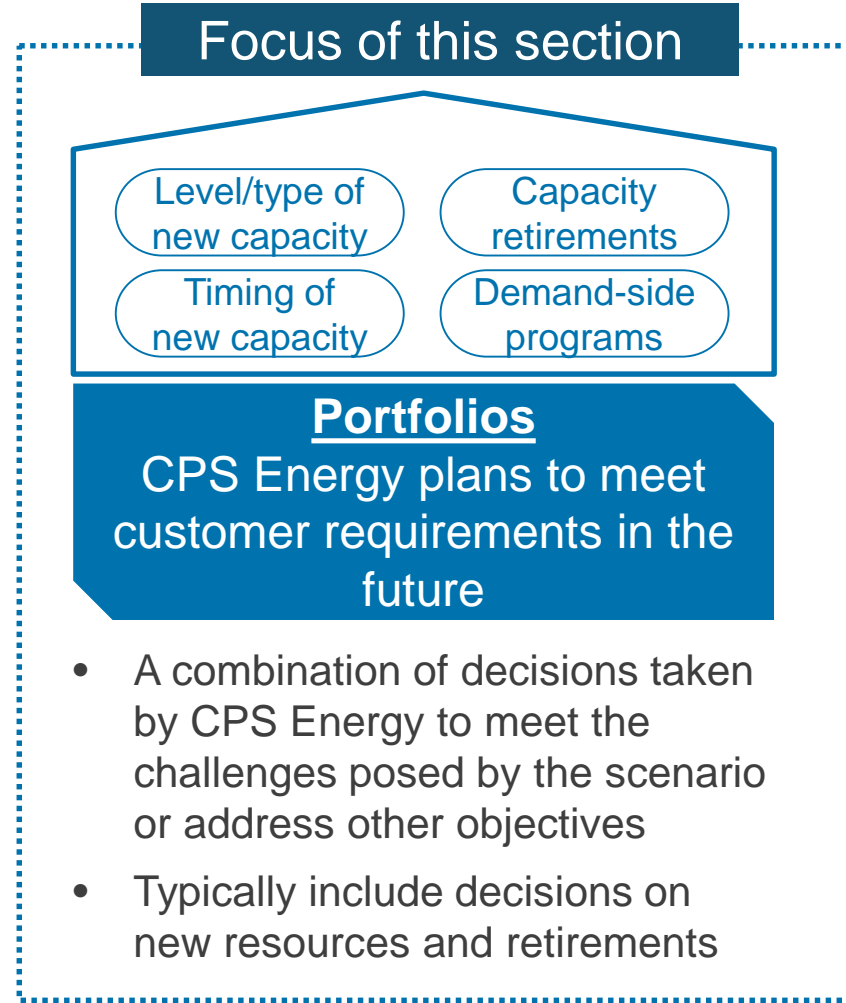 Focus of this section
Level/type of
new capacity
Capacity
retirements
Timing of
new capacity
Demand-side
programs
Portfolios
CPS Energy plans to meet
customer requirements in the
future
• A combination of decisions taken
by CPS Energy to meet the
challenges posed by the scenario
or address other objectives
• Typically include decisions on
new resources and retirements